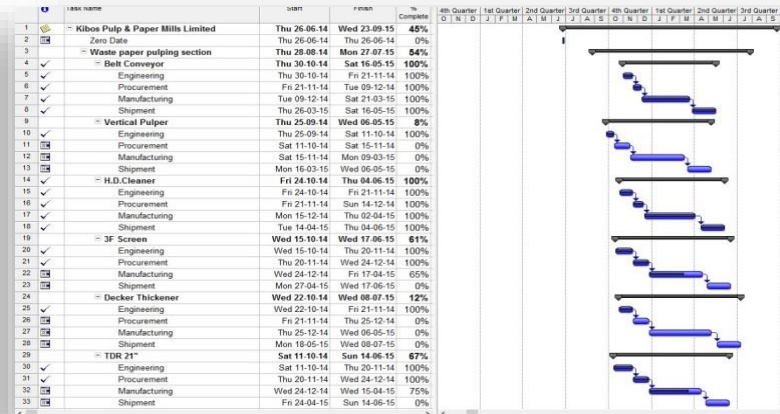 Task Name Start Finish % Complete 4th Quarter 1st Quarter 2nd Quarter 3rd Quarter 4th Quarter 1st Quarter 2nd Quarter 3rd Quarter
O N D J F M A M J J A S O N D J F M A M J J A S
1 Kibos Pulp & Paper Mills Limited Thu 26-06-14 Wed 23-09-15 45%
2 Zero Date Thu 26-06-14 Thu 26-06-14 0%
3 Waste paper pulping section Thu 28-08-14 Mon 27-07-15 54%
4 Belt Conveyor Thu 30-10-14 Sat 16-05-15 100%
5 Engineering Thu 30-10-14 Fri 21-11-14 100%
6 Procurement Fri 21-11-14 Tue 09-12-14 100%
7 Manufacturing Tue 09-12-14 Sat 21-03-15 100%
8 Shipment Thu 26-03-15 Sat 16-05-15 100%
9 Vertical Pulper Thu 25-09-14 Wed 06-05-15 8%
10 Engineering Thu 25-09-14 Sat 11-10-14 100%
11 Procurement Sat 11-10-14 Sat 15-11-14 0%
12 Manufacturing Sat 15-11-14 Mon 09-03-15 0%
13 Shipment Mon 16-03-15 Wed 06-05-15 0%
14 H.D.Cleaner Fri 24-10-14 Thu 04-06-15 100%
15 Engineering Fri 24-10-14 Fri 21-11-14 100%
16 Procurement Fri 21-11-14 Sun 14-12-14 100%
17 Manufacturing Mon 15-12-14 Thu 02-04-15 100%
18 Shipment Tue 14-04-15 Thu 04-06-15 100%
19 3F Screen Wed 15-10-14 Wed 17-06-15 61%
20 Engineering Wed 15-10-14 Thu 20-11-14 100%
21 Procurement Thu 20-11-14 Wed 24-12-14 100%
22 Manufacturing Wed 24-12-14 Fri 17-04-15 65%
23 Shipment Mon 27-04-15 Wed 17-06-15 0%
24 Decker Thickener Wed 22-10-14 Wed 08-07-15 12%
25 Engineering Wed 22-10-14 Fri 21-11-14 100%
26 Procurement Fri 21-11-14 Thu 25-12-14 0%
27 Manufacturing Thu 25-12-14 Wed 06-05-15 0%
28 Shipment Mon 18-05-15 Wed 08-07-15 0%
29 TDR 21" Sat 11-10-14 Sun 14-06-15 67%
30 Engineering Sat 11-10-14 Thu 20-11-14 100%
31 Procurement Thu 20-11-14 Wed 24-12-14 100%
32 Manufacturing Wed 24-12-14 Wed 15-04-15 75%
33 Shipment Fri 24-04-15 Sun 14-06-15 0%